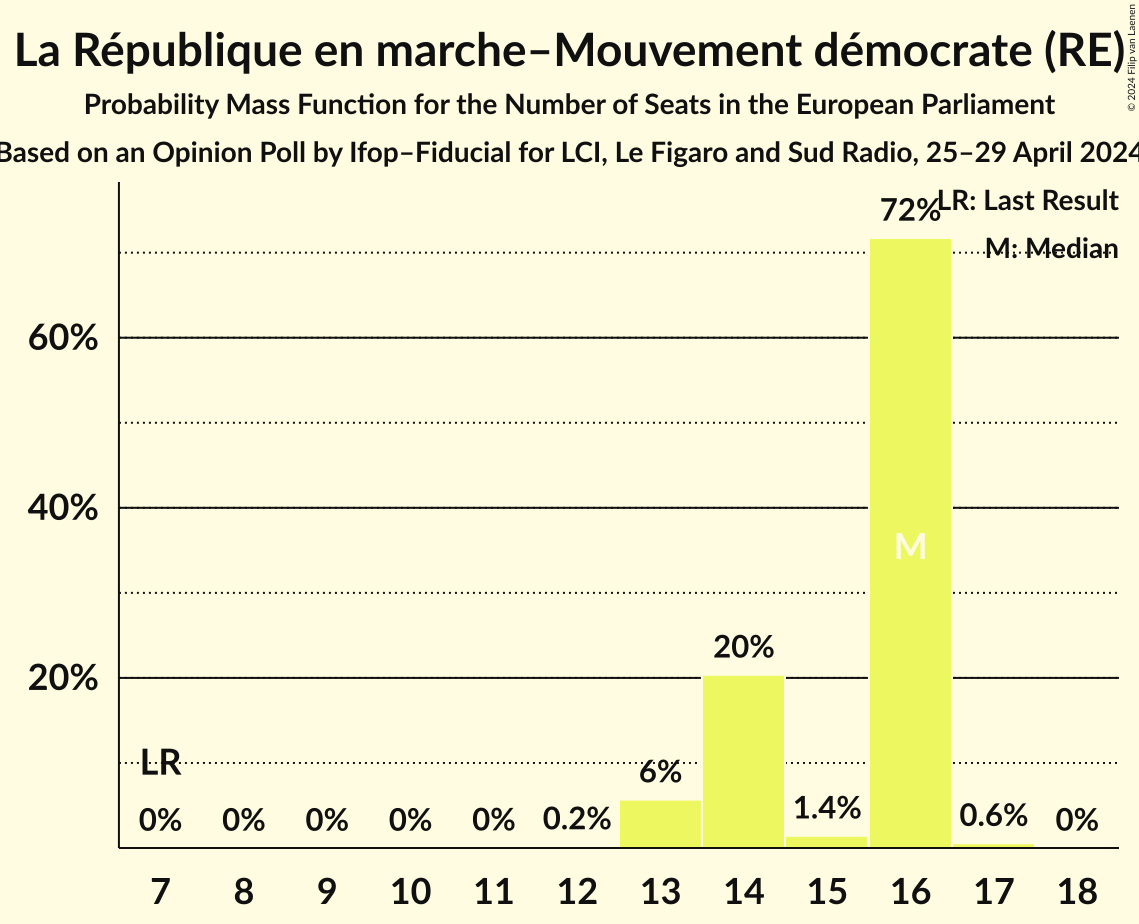 La République en marche–Mouvement démocrate (RE)
© 2024 Filip van Laenen
Probability Mass Function for the Number of Seats in the European Parliament
Based on an Opinion Poll by Ifop–Fiducial for LCI, Le Figaro and Sud Radio, 25–29 April 2024
72%
LR: Last Result
M: Median
60%
40%
M
20%
20%
LR
6%
0%
0%
0%
0%
0%
0.2%
1.4%
0.6%
0%
7 8 9 10 11 12 13 14 15 16 17 18